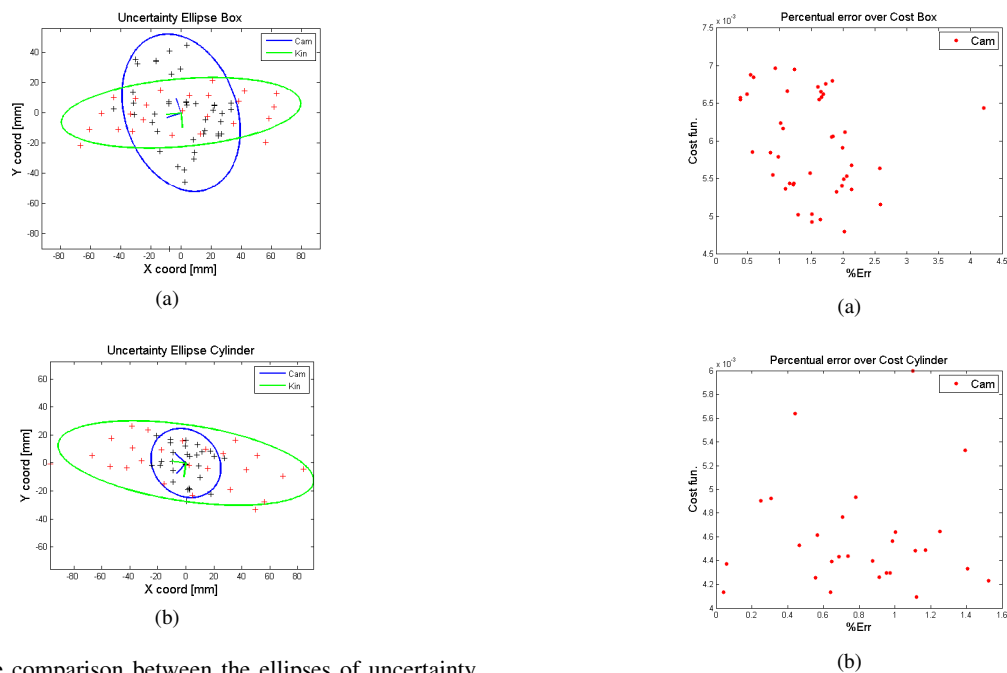 Uncertainty Ellipse Box
Cam
Kin
40
20
0
-20
-40
-60
-80
Y coord [mm]
-80 -60 -40 -20 0 20 40 60 80
X coord [mm]
(a)
Uncertainty Ellipse Cylinder
Cam
Kin
60
40
20
0
-20
-40
-60
Y coord [mm]
-80 -60 -40 -20 0 20 40 60 80
X coord [mm]
(b)
comparison between the ellipses of uncertainty
Percentual error over Cost Box
x 10^-3
Cam
7.5
7
6.5
6
5.5
5
4.5
Cost fun.
0 0.5 1 1.5 2 2.5 3 3.5 4 4.5
%Err
(a)
Percentual error over Cost Cylinder
x 10^-3
Cam
6
5.8
5.6
5.4
5.2
5
4.8
4.6
4.4
4.2
4
Cost fun.
0 0.2 0.4 0.6 0.8 1 1.2 1.4 1.6
%Err
(b)